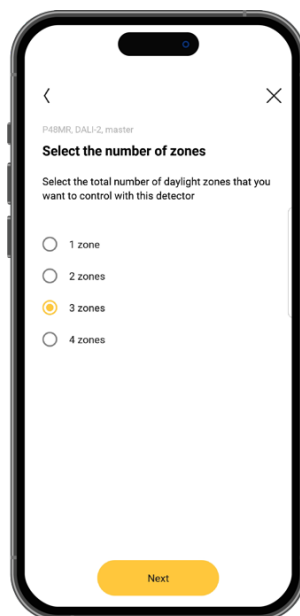 P48MR, DALI-2, master
Select the number of zones
Select the total number of daylight zones that you
want to control with this detector
1 zone
2 zones
3 zones
4 zones
Next